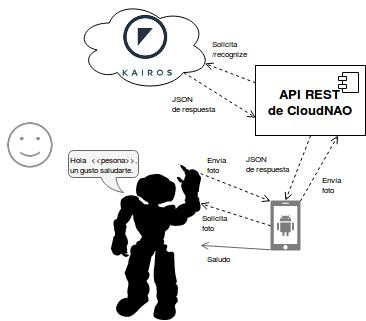 KAIROS
Solicita
/recognize
JSON
de respuesta
API REST
de CloudNAO
Hola <<pesona>>,
un gusto saludarte.
Envía
foto
JSON
de respuesta
Envía
foto
Solicita
foto
Saludo